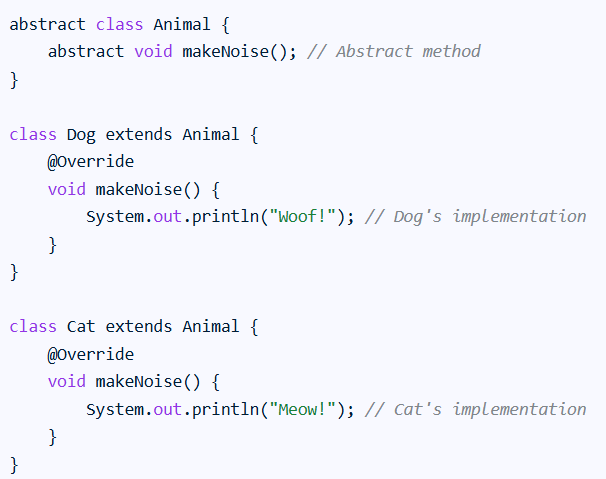 abstract class Animal {
    abstract void makeNoise(); // Abstract method
}

class Dog extends Animal {
    @Override
    void makeNoise() {
        System.out.println("Woof!"); // Dog's implementation
    }
}

class Cat extends Animal {
    @Override
    void makeNoise() {
        System.out.println("Meow!"); // Cat's implementation
    }
}